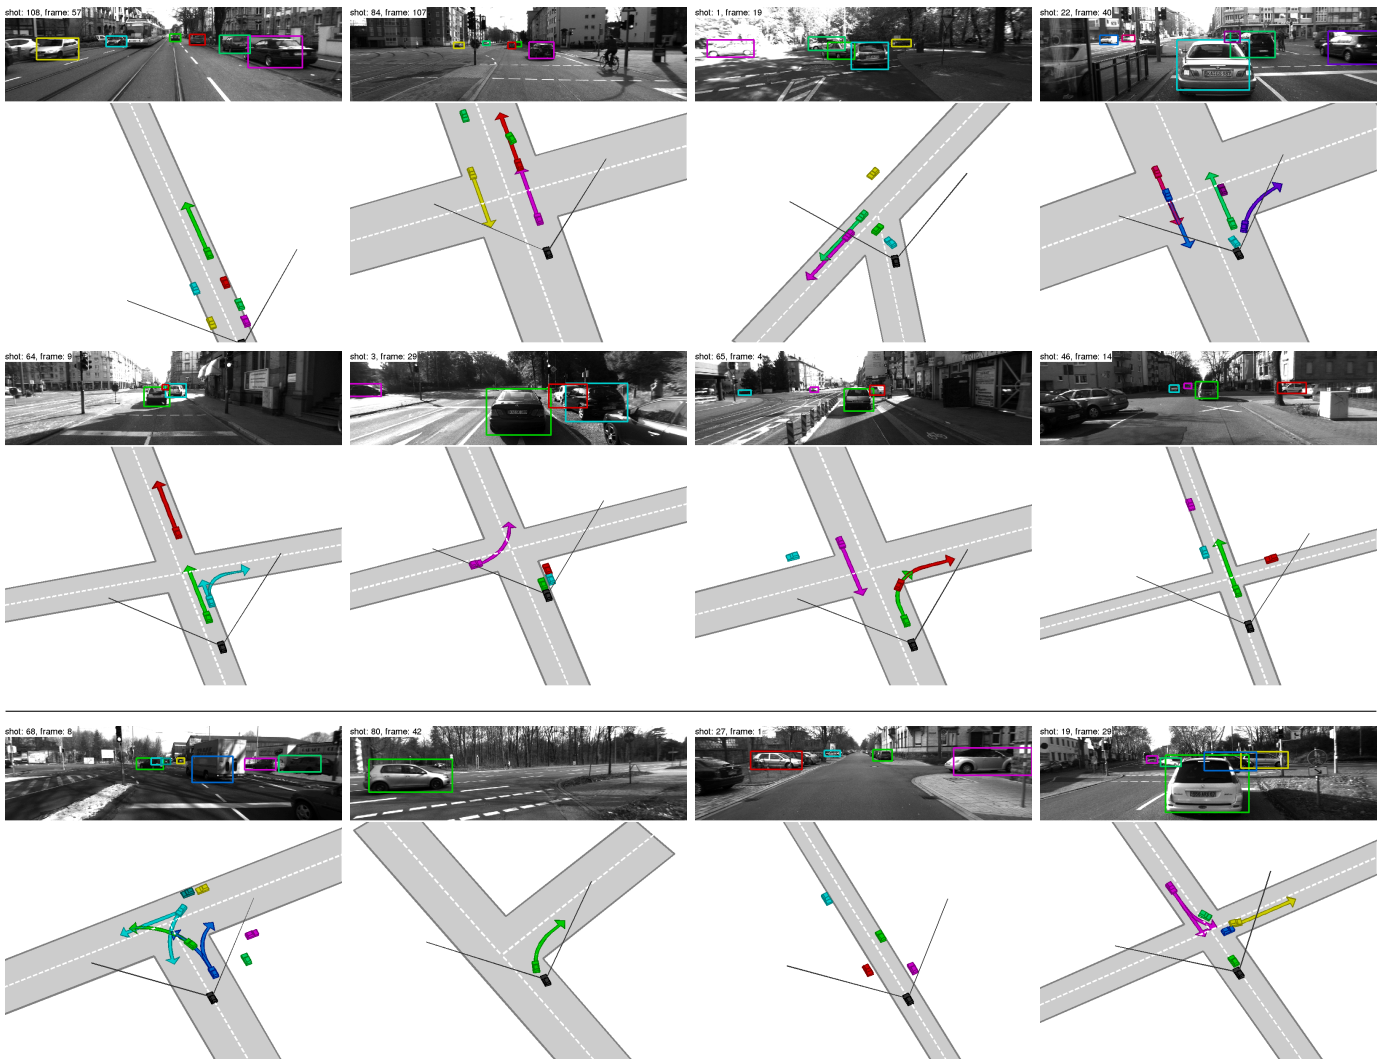 shot: 108, frame: 57
shot: 84, frame: 107
shot: 1, frame: 19
shot: 22, frame: 40
shot: 64, frame: 9
shot: 3, frame: 29
shot: 65, frame: 4
shot: 46, frame: 14
shot: 68, frame: 8
shot: 80, frame: 42
shot: 27, frame: 1
shot: 19, frame: 29